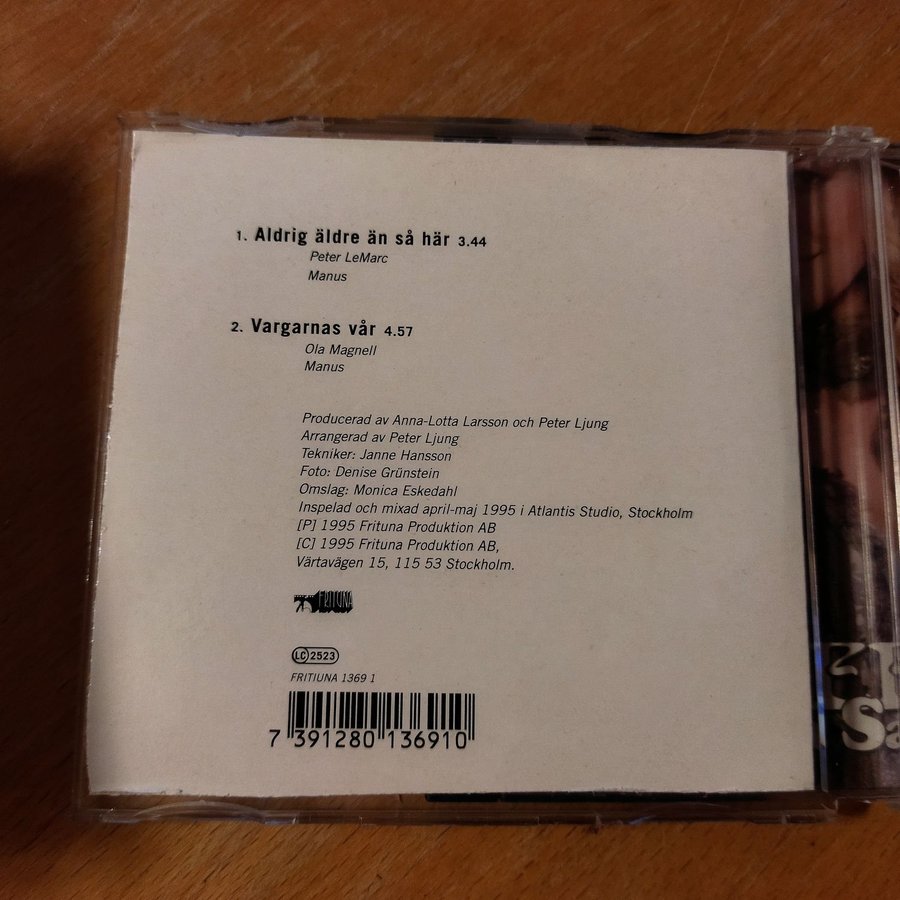 1. Aldrig äldre än så här 3.44
Peter LeMarc
Manus
2. Vargarnas vår 4.57
Ola Magnell
Manus
Producerad av Anna-Lotta Larsson och Peter Ljung
Arrangerad av Peter Ljung
Tekniker: Janne Hansson
Foto: Denise Grünstein
Omslag: Monica Eskedahl
Inspelad och mixad april-maj 1995 i Atlantis Studio, Stockholm
[P] 1995 Frituna Produktion AB
[C] 1995 Frituna Produktion AB,
Värtavägen 15, 115 53 Stockholm.
FRITUNA
LC 2523
FRITIUNA 1369 1
7 391280 136910